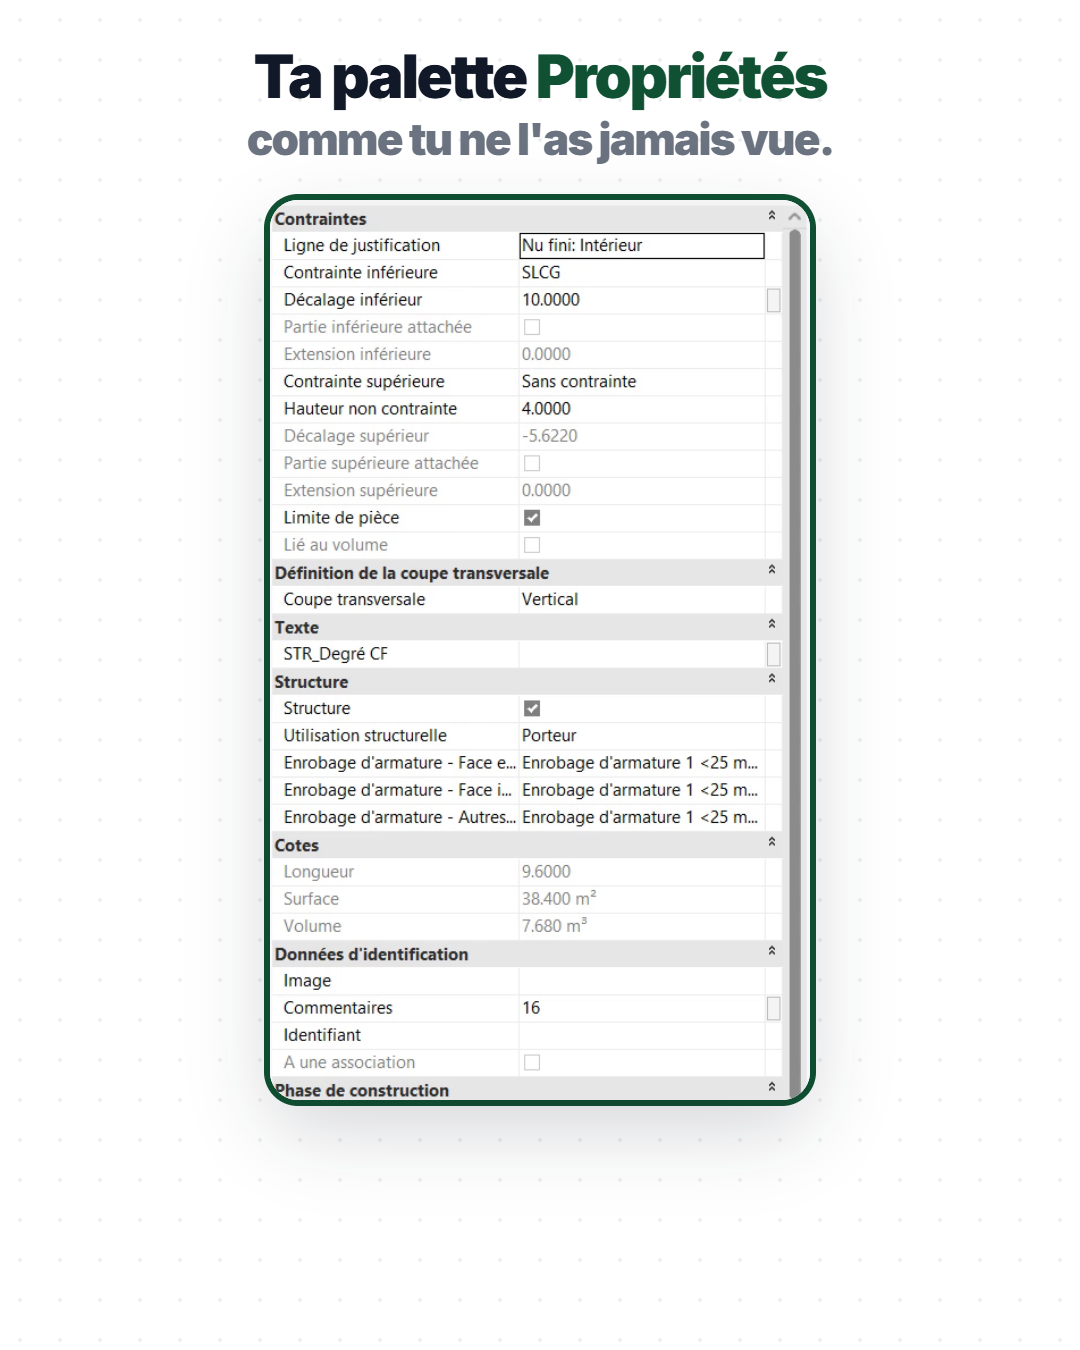 Ta palette Propriétés
comme tu ne l'as jamais vue.
Contraintes
Ligne de justification Nu fini: Intérieur
Contrainte inférieure SLCG
Décalage inférieur 10.0000
Partie inférieure attachée
Extension inférieure 0.0000
Contrainte supérieure Sans contrainte
Hauteur non contrainte 4.0000
Décalage supérieur -5.6220
Partie supérieure attachée
Extension supérieure 0.0000
Limite de pièce
Lié au volume
Définition de la coupe transversale
Coupe transversale Vertical
Texte
STR_Degré CF
Structure
Structure
Utilisation structurelle Porteur
Enrobage d'armature - Face e... Enrobage d'armature 1 <25 m...
Enrobage d'armature - Face i... Enrobage d'armature 1 <25 m...
Enrobage d'armature - Autres... Enrobage d'armature 1 <25 m...
Cotes
Longueur 9.6000
Surface 38.400 m²
Volume 7.680 m³
Données d'identification
Image
Commentaires 16
Identifiant
A une association
Phase de construction